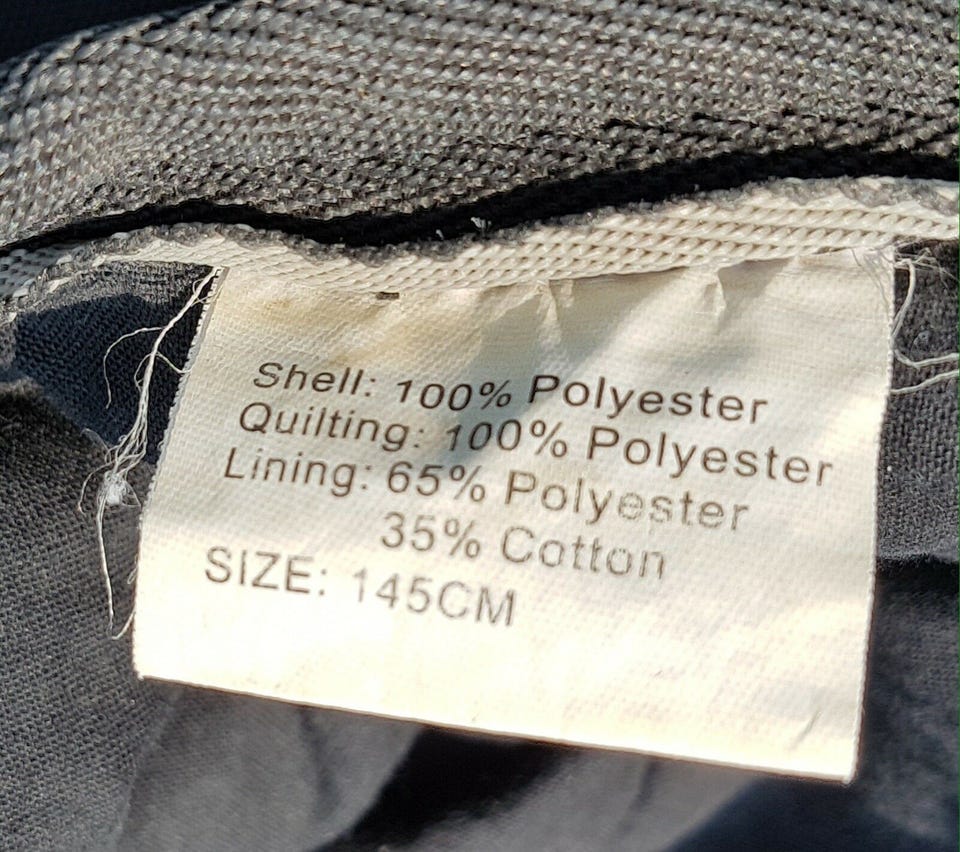 Shell: 100% Polyester
Quilting: 100% Polyester
Lining: 65% Polyester
35% Cotton
SIZE: 145CM